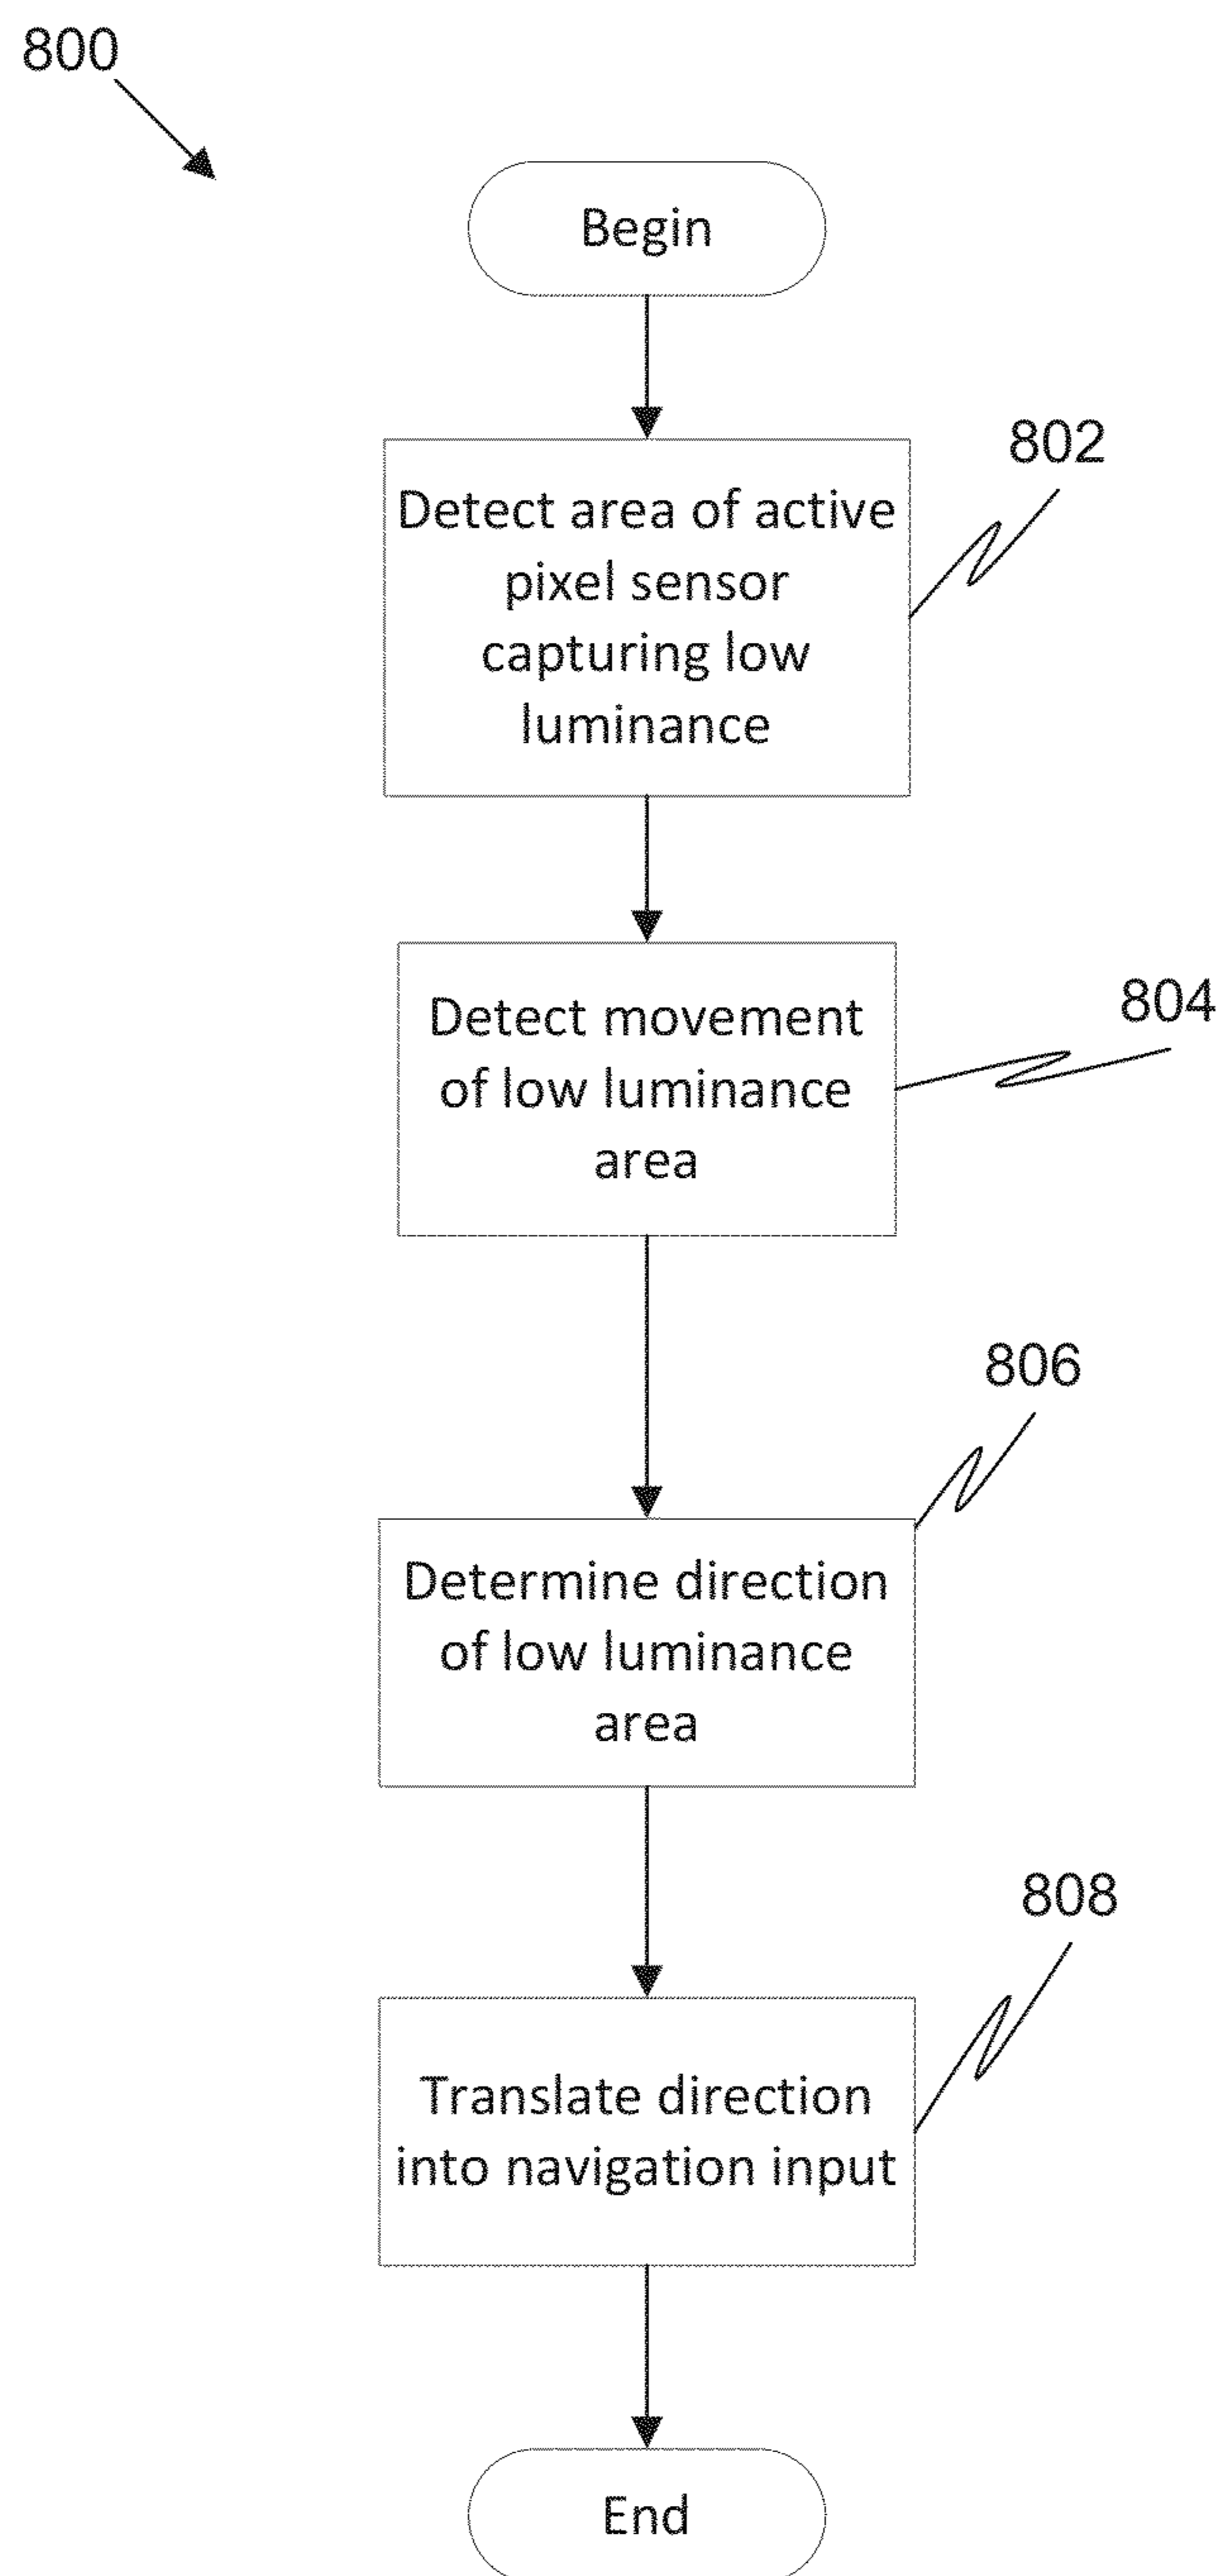 800
Begin
802
Detect area of active
pixel sensor
capturing low
luminance
804
Detect movement
of low luminance
area
806
Determine direction
of low luminance
area
808
Translate direction
into navigation input
End